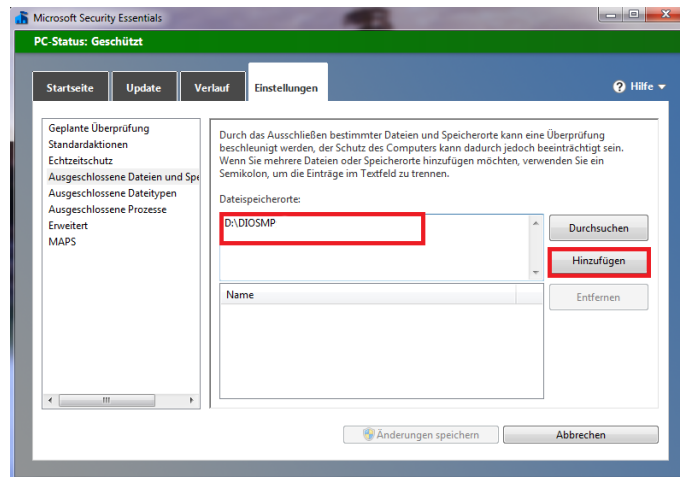 Microsoft Security Essentials
PC-Status: Geschützt
Startseite
Update
Verlauf
Einstellungen
Hilfe
Geplante Überprüfung
Standardaktionen
Echtzeitschutz
Ausgeschlossene Dateien und Spe
Ausgeschlossene Dateitypen
Ausgeschlossene Prozesse
Erweitert
MAPS
Durch das Ausschließen bestimmter Dateien und Speicherorte kann eine Überprüfung
beschleunigt werden, der Schutz des Computers kann dadurch jedoch beeinträchtigt sein.
Wenn Sie mehrere Dateien oder Speicherorte hinzufügen möchten, verwenden Sie ein
Semikolon, um die Einträge im Textfeld zu trennen.
Dateispeicherorte:
D:\DIOSMP
Durchsuchen
Hinzufügen
Name
Entfernen
Änderungen speichern
Abbrechen